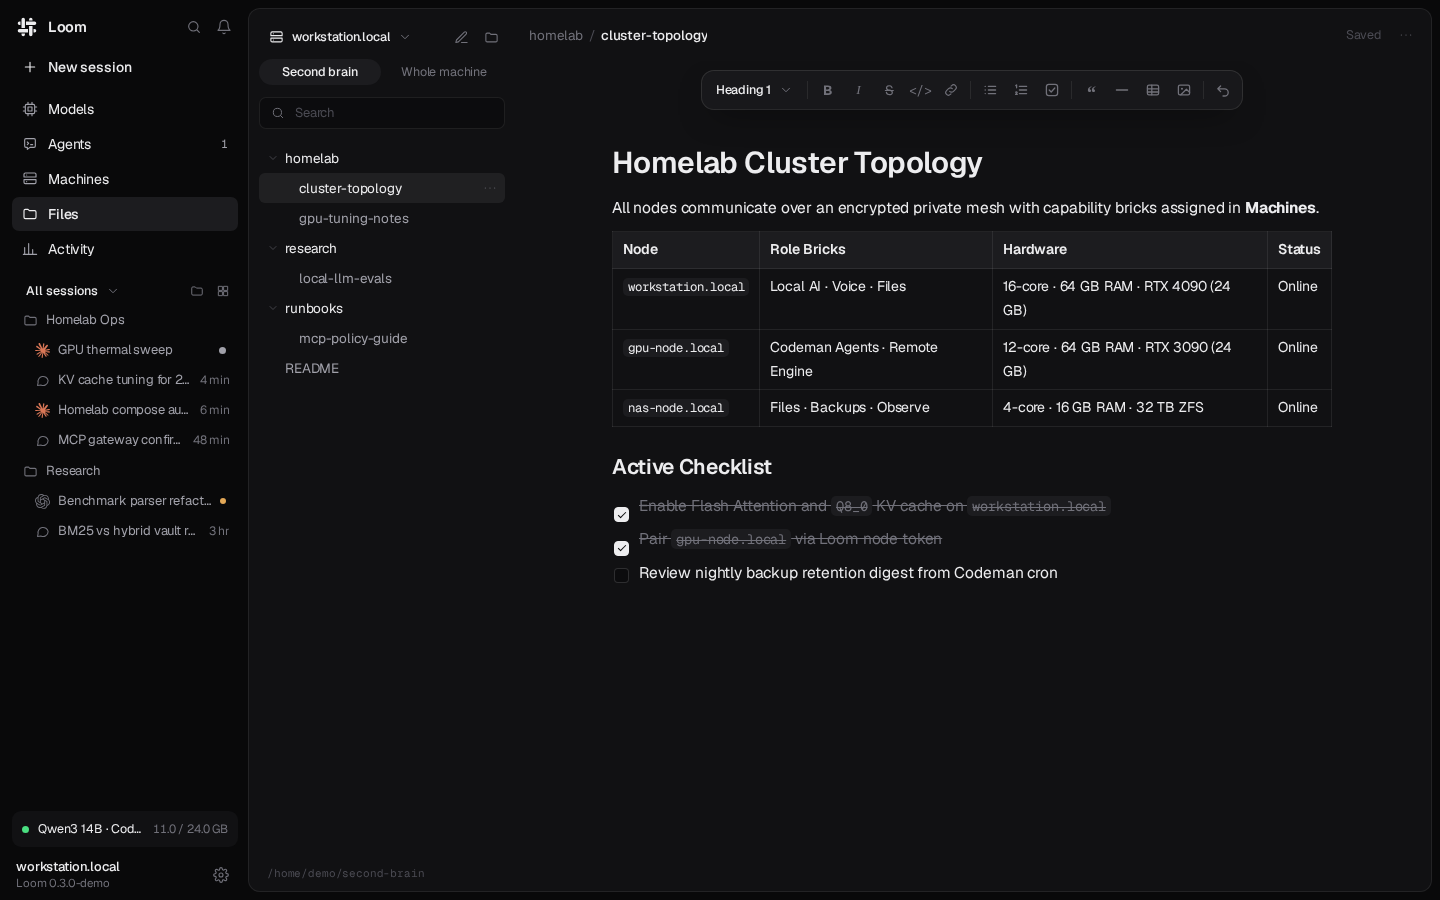 Loom
New session
Models
Agents 1
Machines
Files
Activity
All sessions
Homelab Ops
GPU thermal sweep
KV cache tuning for 2... 4 min
Homelab compose au... 6 min
MCP gateway confir... 48 min
Research
Benchmark parser refact...
BM25 vs hybrid vault r... 3 hr
Qwen3 14B · Cod... 11.0 / 24.0 GB
workstation.local
Loom 0.3.0-demo
workstation.local
Second brain Whole machine
Search
homelab
cluster-topology
gpu-tuning-notes
research
local-llm-evals
runbooks
mcp-policy-guide
README
/home/demo/second-brain
homelab / cluster-topology Saved
Heading 1 B I S </>
Homelab Cluster Topology
All nodes communicate over an encrypted private mesh with capability bricks assigned in Machines.
Node Role Bricks Hardware Status
workstation.local Local AI · Voice · Files 16-core · 64 GB RAM · RTX 4090 (24 GB) Online
gpu-node.local Codeman Agents · Remote Engine 12-core · 64 GB RAM · RTX 3090 (24 GB) Online
nas-node.local Files · Backups · Observe 4-core · 16 GB RAM · 32 TB ZFS Online
Active Checklist
Enable Flash Attention and Q8_0 KV cache on workstation.local
Pair gpu-node.local via Loom node token
Review nightly backup retention digest from Codeman cron